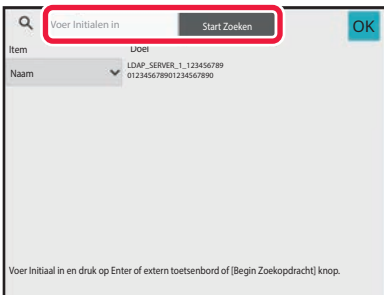 Voer Initialen in Start Zoeken OK
Item Doel
Naam LDAP_SERVER_1_123456789
012345678901234567890
Voer Initiaal in en druk op Enter of extern toetsenbord of [Begin Zoekopdracht] knop.